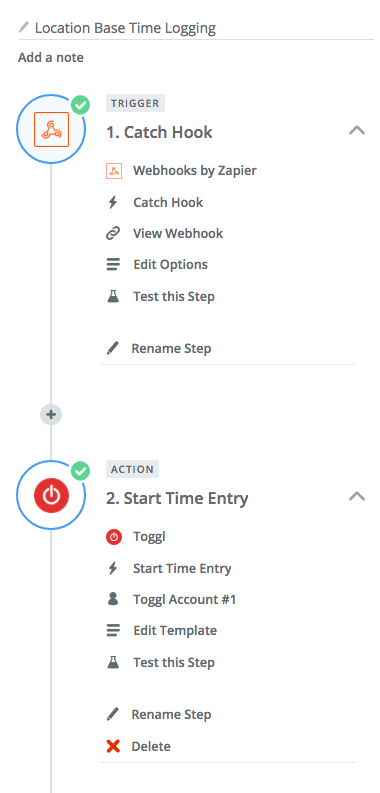 Location Base Time Logging
Add a note
TRIGGER
1. Catch Hook
Webhooks by Zapier
Catch Hook
View Webhook
Edit Options
Test this Step
Rename Step
ACTION
2. Start Time Entry
Toggl
Start Time Entry
Toggl Account #1
Edit Template
Test this Step
Rename Step
Delete